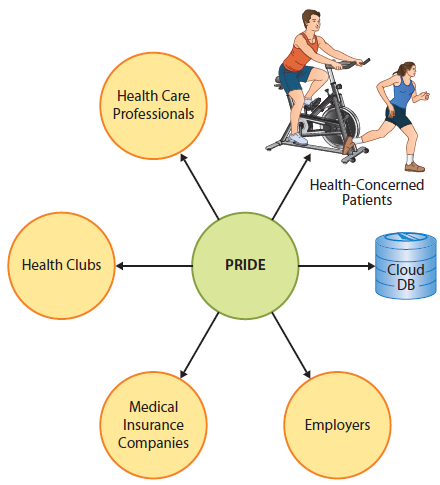 Health Care
Professionals
Health-Concerned
Patients
Health Clubs
PRIDE
Cloud
DB
Medical
Insurance
Companies
Employers